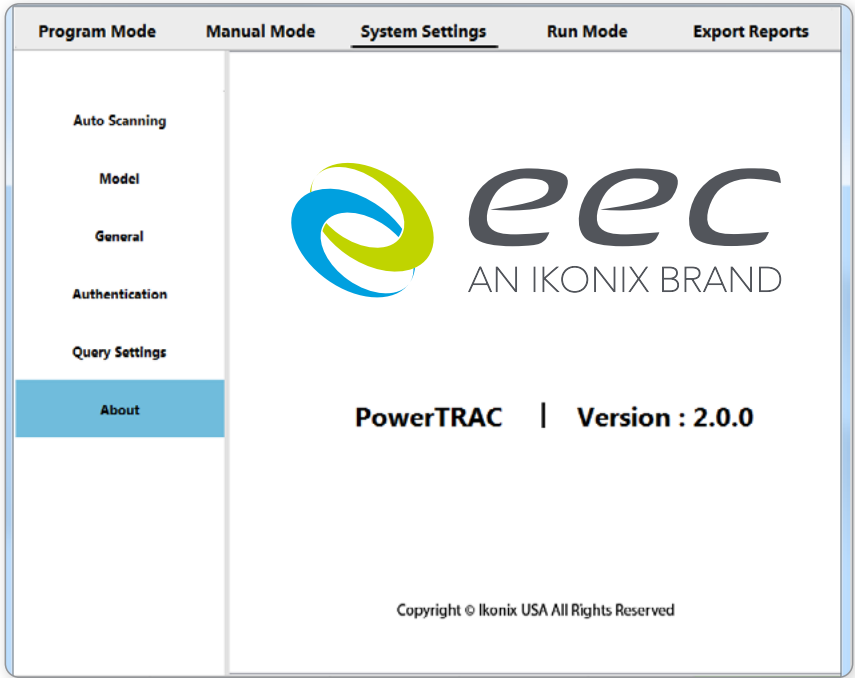 Program Mode Manual Mode System Settings Run Mode Export Reports
Auto Scanning
Model
General
Authentication
Query Settings
About
eec
AN IKONIX BRAND
PowerTRAC | Version : 2.0.0
Copyright © Ikonix USA All Rights Reserved